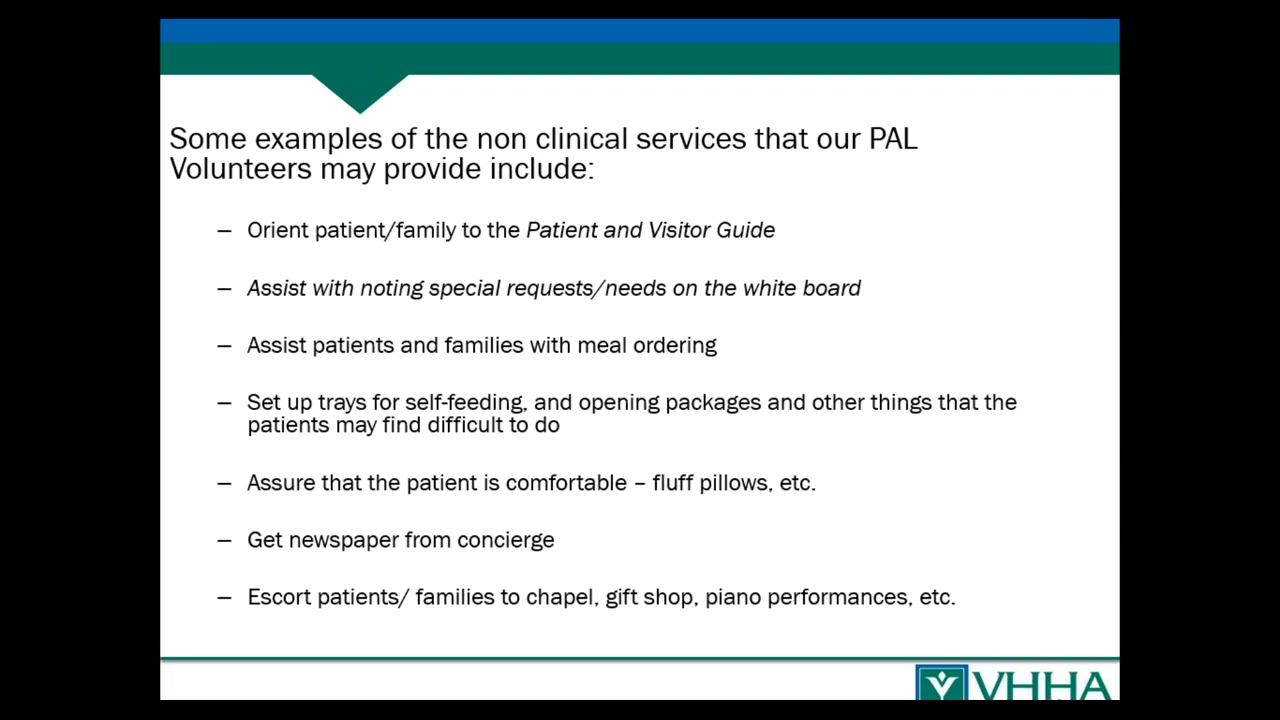 Some examples of the non clinical services that our PAL
Volunteers may provide include:
– Orient patient/family to the Patient and Visitor Guide
– Assist with noting special requests/needs on the white board
– Assist patients and families with meal ordering
– Set up trays for self-feeding, and opening packages and other things that the
patients may find difficult to do
– Assure that the patient is comfortable – fluff pillows, etc.
– Get newspaper from concierge
– Escort patients/ families to chapel, gift shop, piano performances, etc.
VHHA